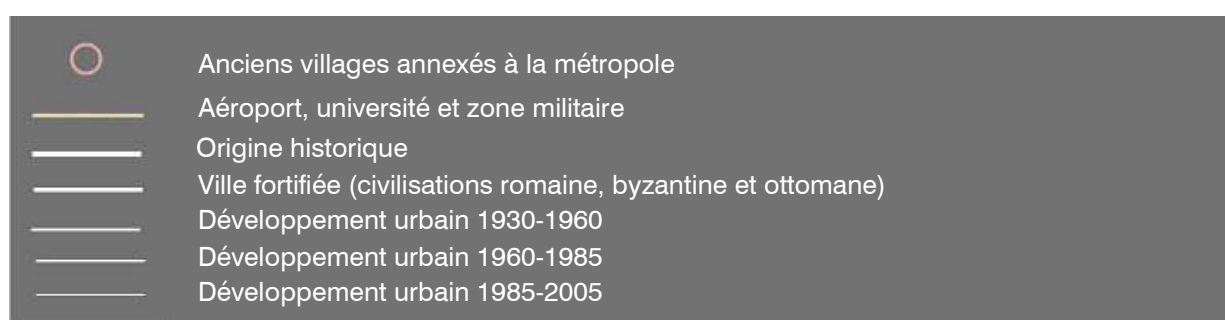 Anciens villages annexés à la métropole
Aéroport, université et zone militaire
Origine historique
Ville fortifiée (civilisations romaine, byzantine et ottomane)
Développement urbain 1930-1960
Développement urbain 1960-1985
Développement urbain 1985-2005